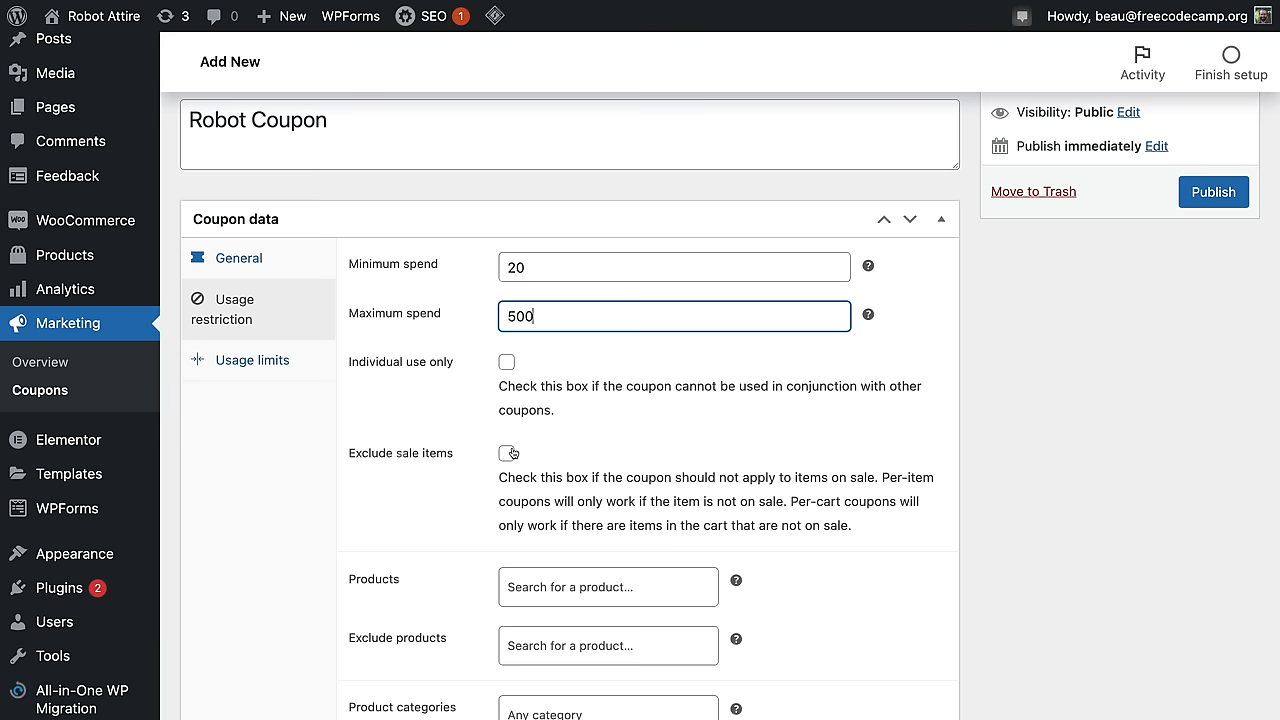 Robot Attire
3
0
New
WPForms
SEO
1
Howdy, beau@freecodecamp.org
Posts
Media
Pages
Comments
Feedback
WooCommerce
Products
Analytics
Marketing
Overview
Coupons
Elementor
Templates
WPForms
Appearance
Plugins 2
Users
Tools
All-in-One WP
Migration
Add New
Activity
Finish setup
Robot Coupon
Coupon data
General
Usage
restriction
Usage limits
Minimum spend
20
Maximum spend
500
Individual use only
Check this box if the coupon cannot be used in conjunction with other
coupons.
Exclude sale items
Check this box if the coupon should not apply to items on sale. Per-item
coupons will only work if the item is not on sale. Per-cart coupons will
only work if there are items in the cart that are not on sale.
Products
Search for a product…
Exclude products
Search for a product…
Product categories
Any category
Visibility: Public Edit
Publish immediately Edit
Move to Trash
Publish